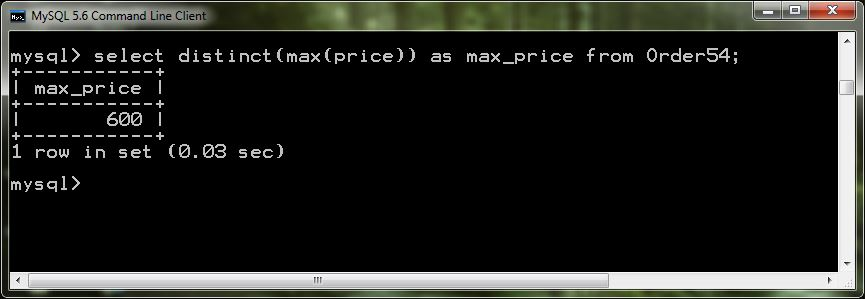 MySQL 5.6 Command Line Client
mysql> select distinct(max(price)) as max_price from Order54;
+-----------+
| max_price |
+-----------+
|       600 |
+-----------+
1 row in set (0.03 sec)
mysql>